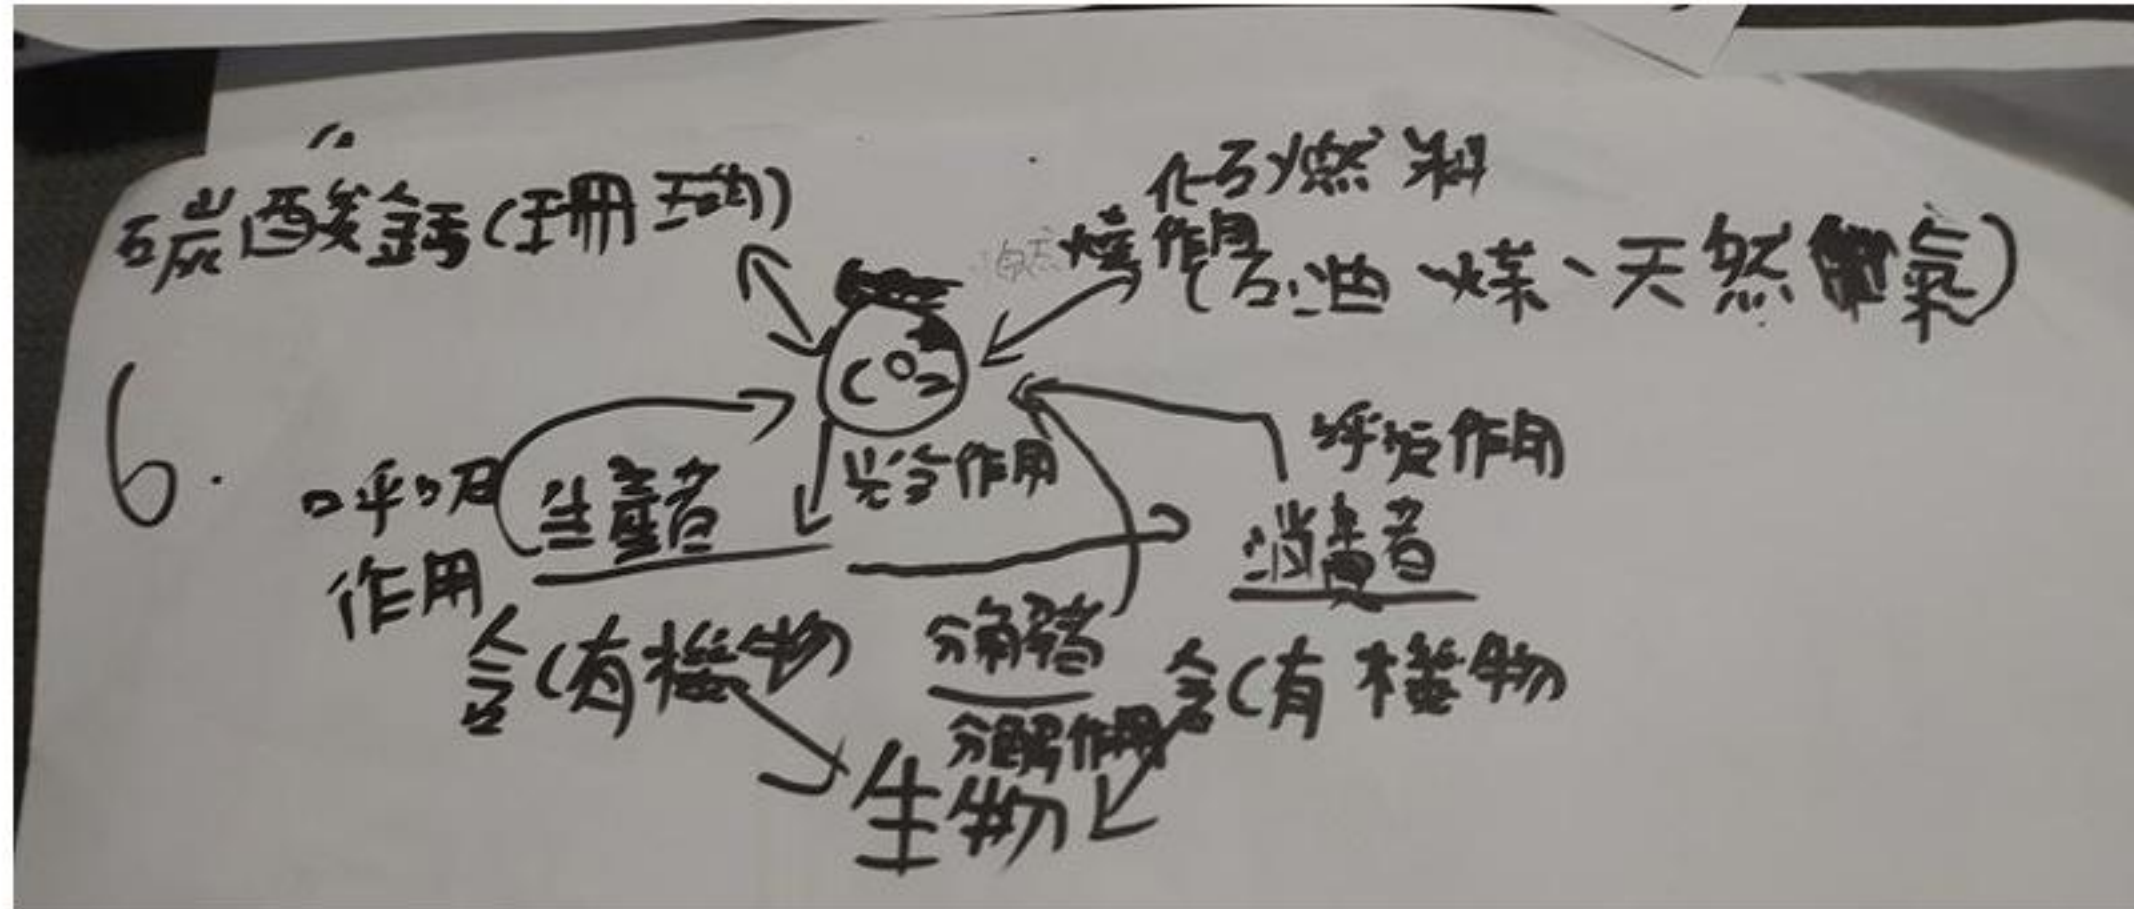 碳酸鈣(珊瑚)
化石燃料
燃燒作用
(石油 煤、天然氣)
CO2
6.
呼吸
作用
生產者
光合作用
呼吸作用
消費者
含(有機物
分解者
含(有機物
分解作用
生物